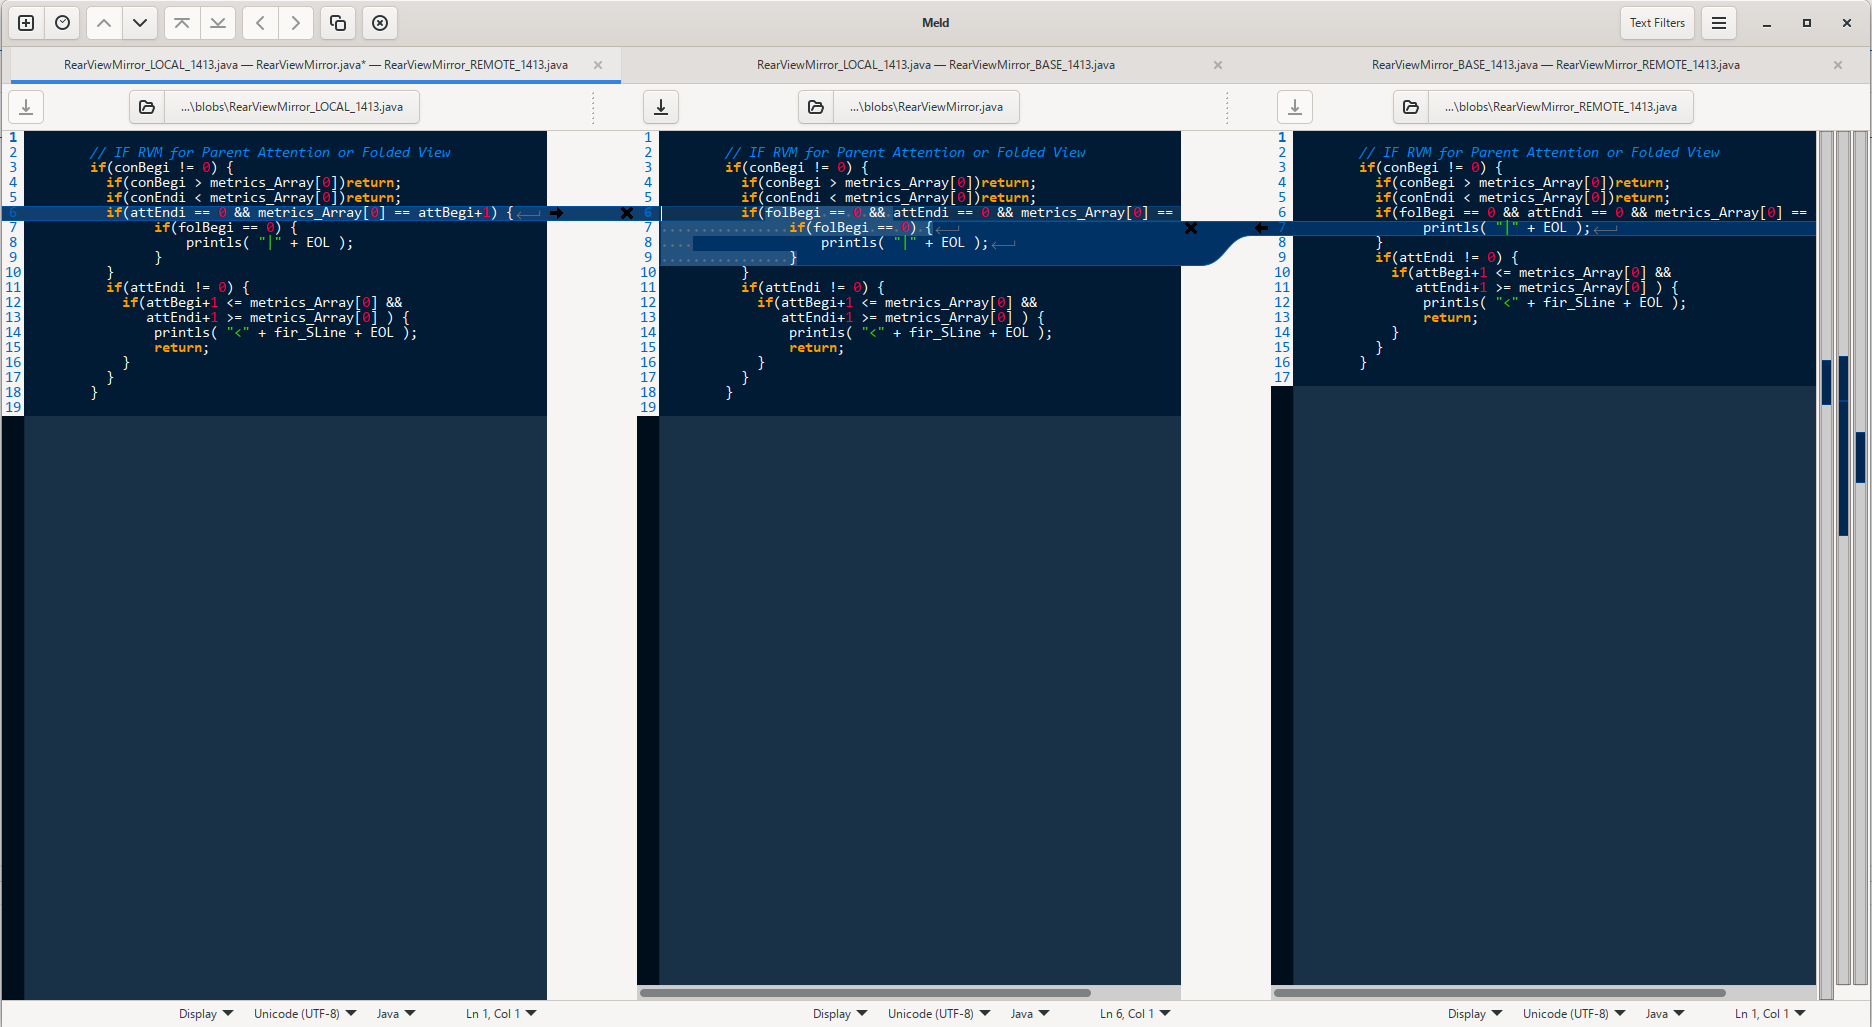 Meld
Text Filters
RearViewMirror_LOCAL_1413.java — RearViewMirror.java* — RearViewMirror_REMOTE_1413.java
RearViewMirror_LOCAL_1413.java — RearViewMirror_BASE_1413.java
RearViewMirror_BASE_1413.java — RearViewMirror_REMOTE_1413.java
...\blobs\RearViewMirror_LOCAL_1413.java
...\blobs\RearViewMirror.java
...\blobs\RearViewMirror_REMOTE_1413.java
1
2 // IF RVM for Parent Attention or Folded View
3 if(conBegi != 0) {
4 if(conBegi > metrics_Array[0])return;
5 if(conEndi < metrics_Array[0])return;
6 if(attEndi == 0 && metrics_Array[0] == attBegi+1) {
7 if(folBegi == 0) {
8 printls( "|" + EOL );
9 }
10 }
11 if(attEndi != 0) {
12 if(attBegi+1 <= metrics_Array[0] &&
13 attEndi+1 >= metrics_Array[0] ) {
14 printls( "<" + fir_SLine + EOL );
15 return;
16 }
17 }
18 }
19
1
2 // IF RVM for Parent Attention or Folded View
3 if(conBegi != 0) {
4 if(conBegi > metrics_Array[0])return;
5 if(conEndi < metrics_Array[0])return;
6 if(folBegi == 0 && attEndi == 0 && metrics_Array[0] ==
7 if(folBegi == 0) {
8 printls( "|" + EOL );
9 }
10 }
11 if(attEndi != 0) {
12 if(attBegi+1 <= metrics_Array[0] &&
13 attEndi+1 >= metrics_Array[0] ) {
14 printls( "<" + fir_SLine + EOL );
15 return;
16 }
17 }
18 }
19
1
2 // IF RVM for Parent Attention or Folded View
3 if(conBegi != 0) {
4 if(conBegi > metrics_Array[0])return;
5 if(conEndi < metrics_Array[0])return;
6 if(folBegi == 0 && attEndi == 0 && metrics_Array[0] ==
7 printls( "|" + EOL );
8 }
9 if(attEndi != 0) {
10 if(attBegi+1 <= metrics_Array[0] &&
11 attEndi+1 >= metrics_Array[0] ) {
12 printls( "<" + fir_SLine + EOL );
13 return;
14 }
15 }
16 }
17
Display Unicode (UTF-8) Java Ln 1, Col 1
Display Unicode (UTF-8) Java Ln 6, Col 1
Display Unicode (UTF-8) Java Ln 1, Col 1